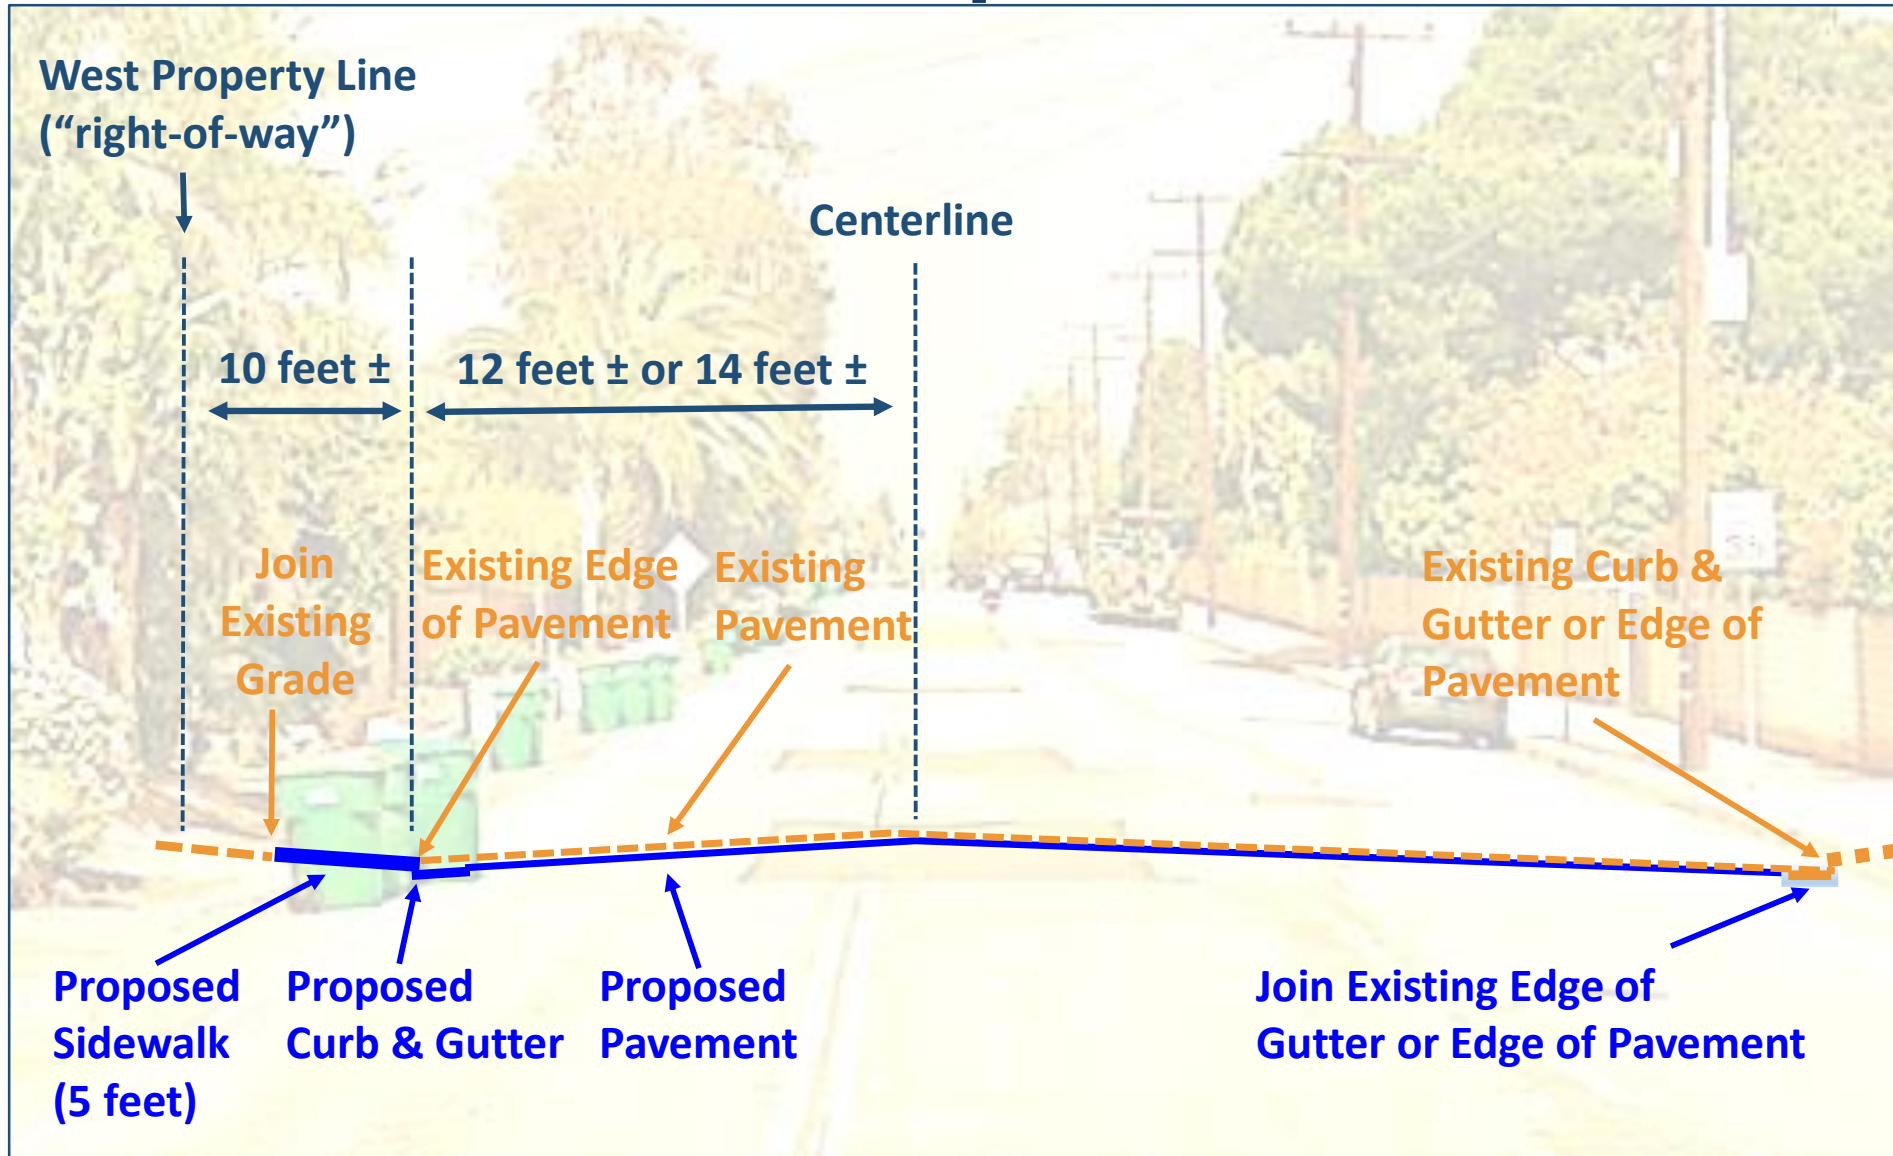 West Property Line
(“right-of-way”)
Centerline
10 feet ±
12 feet ± or 14 feet ±
Join
Existing
Grade
Existing Edge
of Pavement
Existing
Pavement
Existing Curb &
Gutter or Edge of
Pavement
Proposed
Sidewalk
(5 feet)
Proposed
Curb & Gutter
Proposed
Pavement
Join Existing Edge of
Gutter or Edge of Pavement